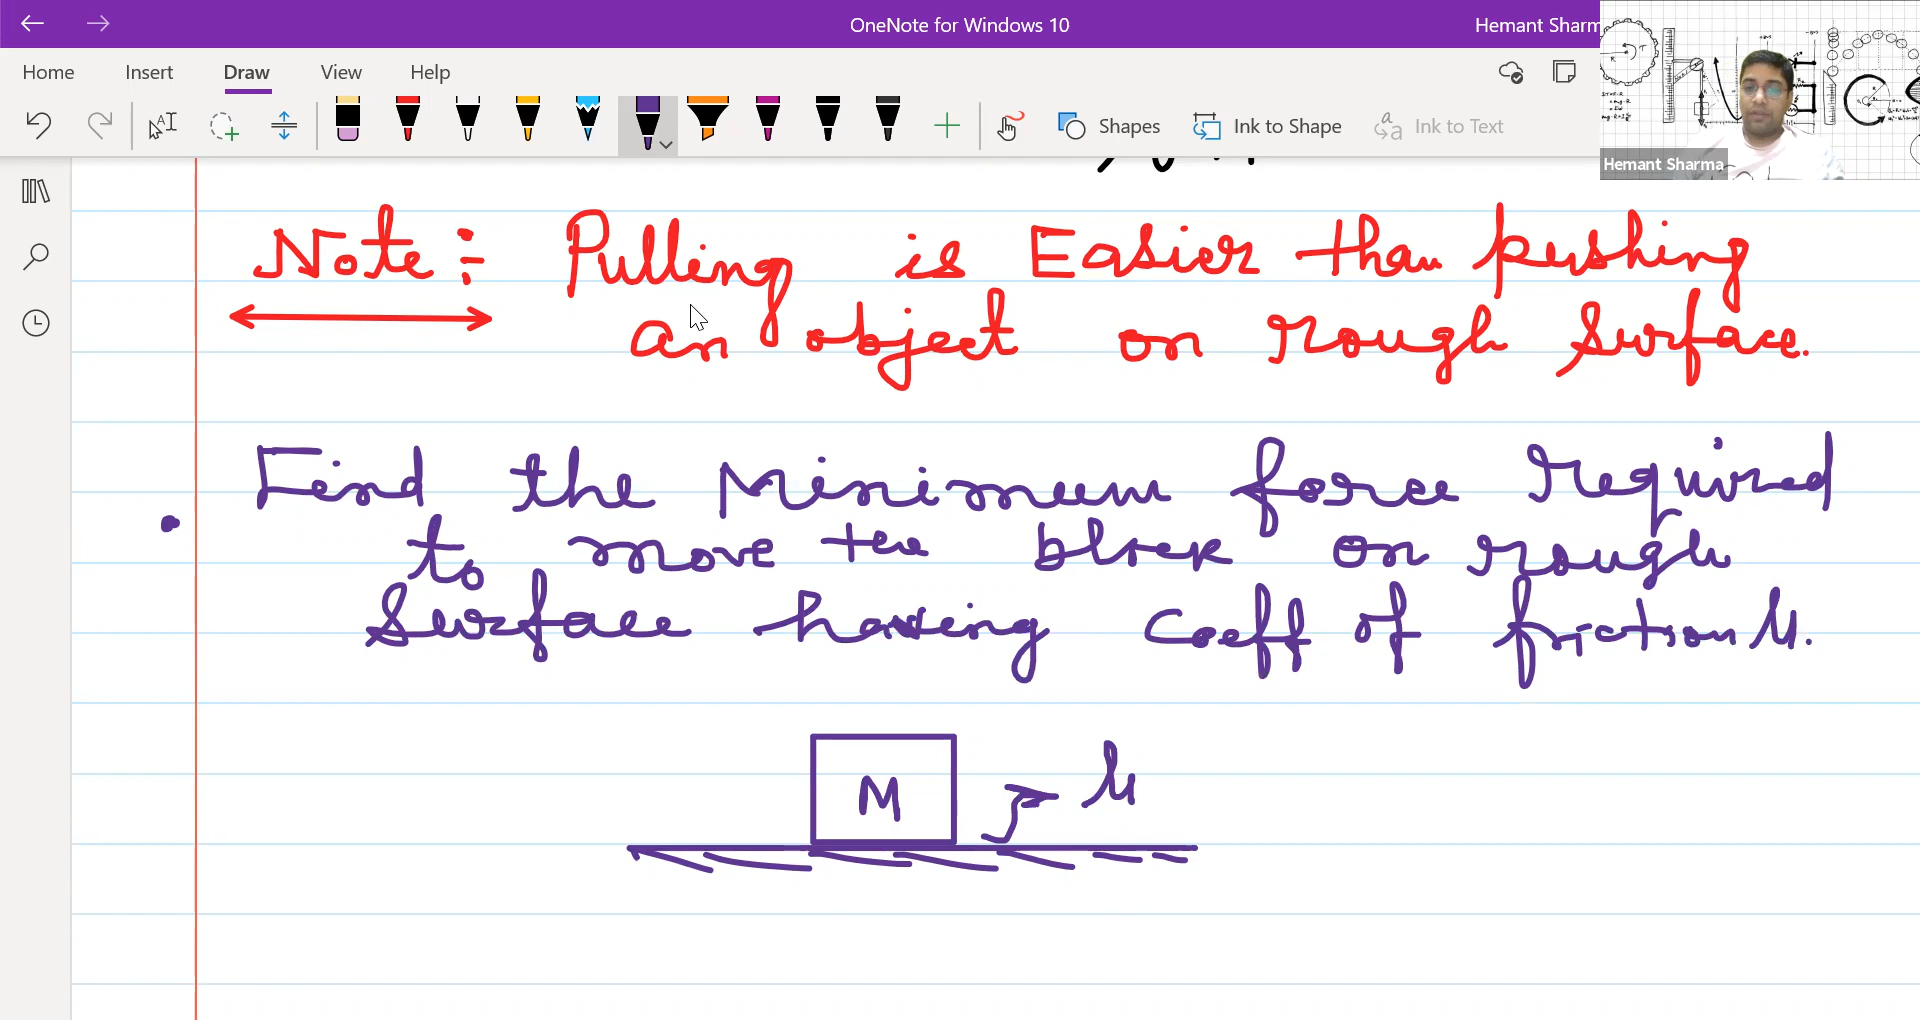 OneNote for Windows 10
Hemant Sharm
Home Insert Draw View Help
Shapes Ink to Shape Ink to Text
Hemant Sharma
Note: Pulling is Easier than pushing
an object on rough surface.
Find the Minimum force required
to move the block on rough
Surface having coeff of friction μ.
M μ